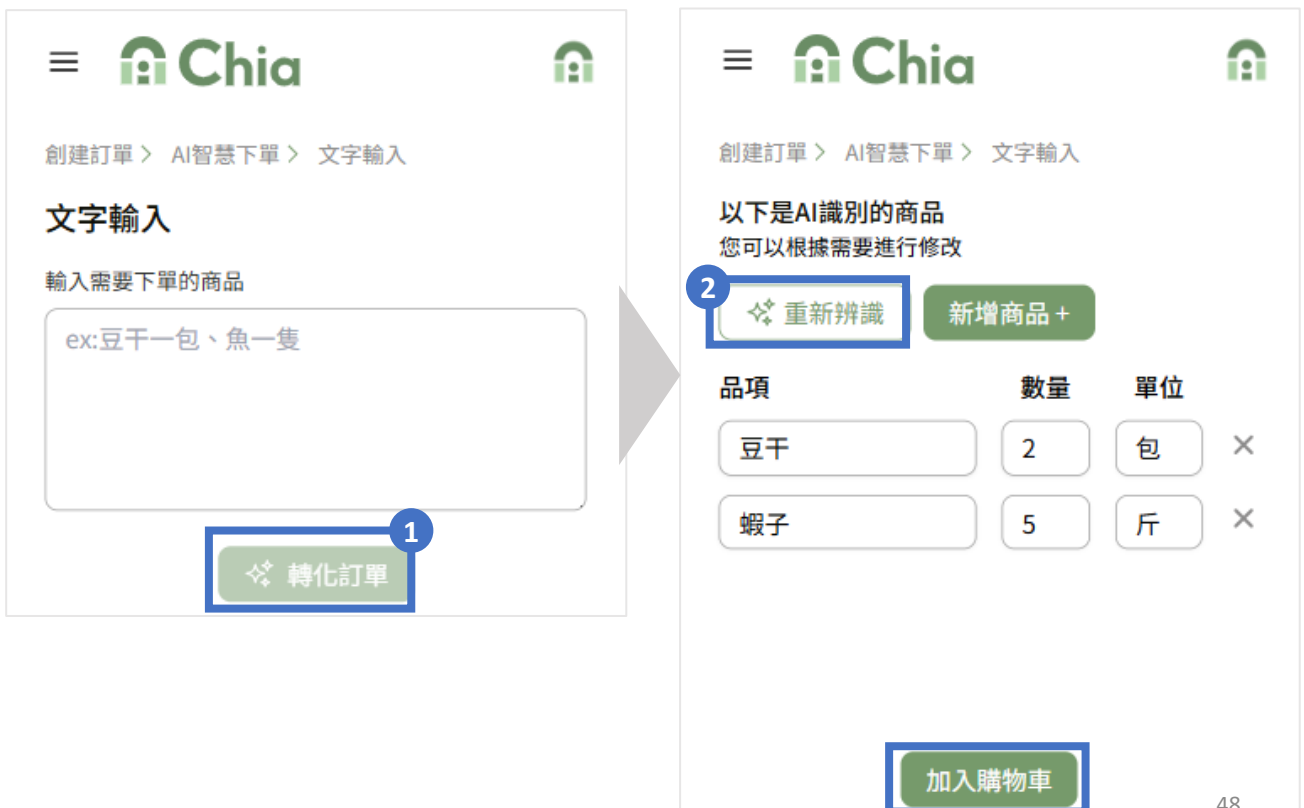 Chia
創建訂單 > AI智慧下單 > 文字輸入
文字輸入
輸入需要下單的商品
ex:豆干一包、魚一隻
1
轉化訂單
Chia
創建訂單 > AI智慧下單 > 文字輸入
以下是AI識別的商品
您可以根據需要進行修改
2
重新辨識 新增商品 +
品項 數量 單位
豆干 2 包 ×
蝦子 5 斤 ×
加入購物車
48